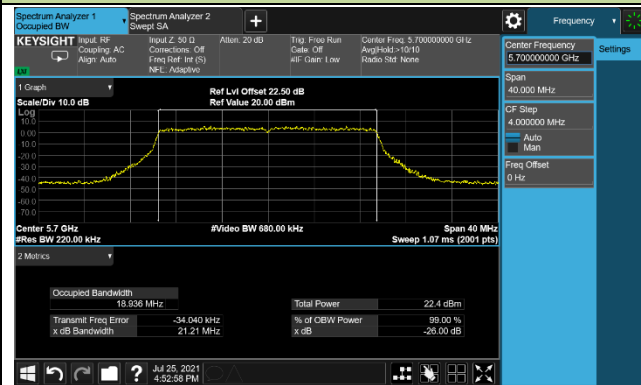 Spectrum Analyzer 1
Occupied BW
Spectrum Analyzer 2
Swept SA
+
Frequency
KEYSIGHT
Input: RF
Coupling: AC
Align: Auto
Input Z: 50 Ω
Corrections: Off
Freq Ref: Int (S)
NFE: Adaptive
Atten: 20 dB
Trig: Free Run
Gate: Off
#IF Gain: Low
Center Freq: 5.700000000 GHz
Avg|Hold:>10/10
Radio Std: None
Center Frequency
5.700000000 GHz
Settings
Span
40.000 MHz
CF Step
4.000000 MHz
Auto
Man
Freq Offset
0 Hz
1 Graph
Scale/Div 10.0 dB
Ref Lvl Offset 22.50 dB
Ref Value 20.00 dBm
Log
10.0
0.00
-10.0
-20.0
-30.0
-40.0
-50.0
-60.0
-70.0
Center 5.7 GHz
#Res BW 220.00 kHz
#Video BW 680.00 kHz
Span 40 MHz
Sweep 1.07 ms (2001 pts)
2 Metrics
Occupied Bandwidth
18.936 MHz
Total Power 22.4 dBm
Transmit Freq Error -34.040 kHz
% of OBW Power 99.00 %
x dB Bandwidth 21.21 MHz
x dB -26.00 dB
?
Jul 25, 2021
4:52:58 PM